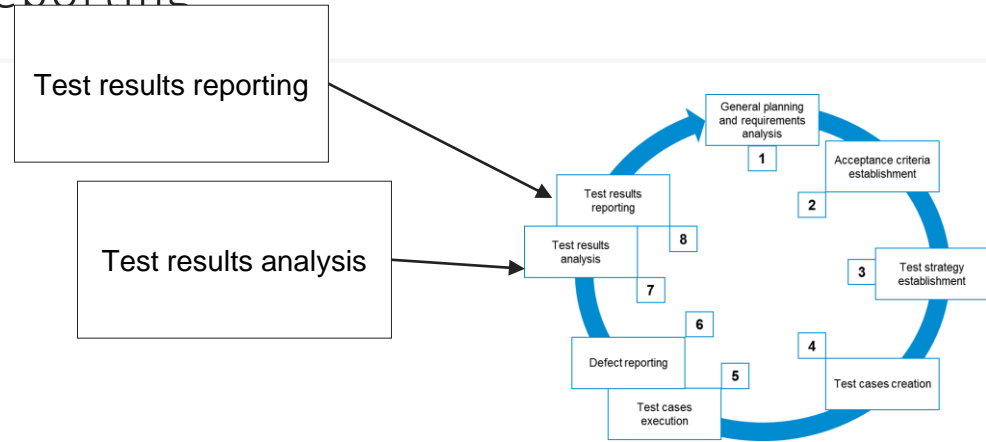 eporting
Test results reporting
Test results analysis
General planning
and requirements
analysis
1
Acceptance criteria
establishment
2
Test strategy
establishment
3
Test cases creation
4
Test cases
execution
5
Defect reporting
6
Test results
analysis
7
Test results
reporting
8